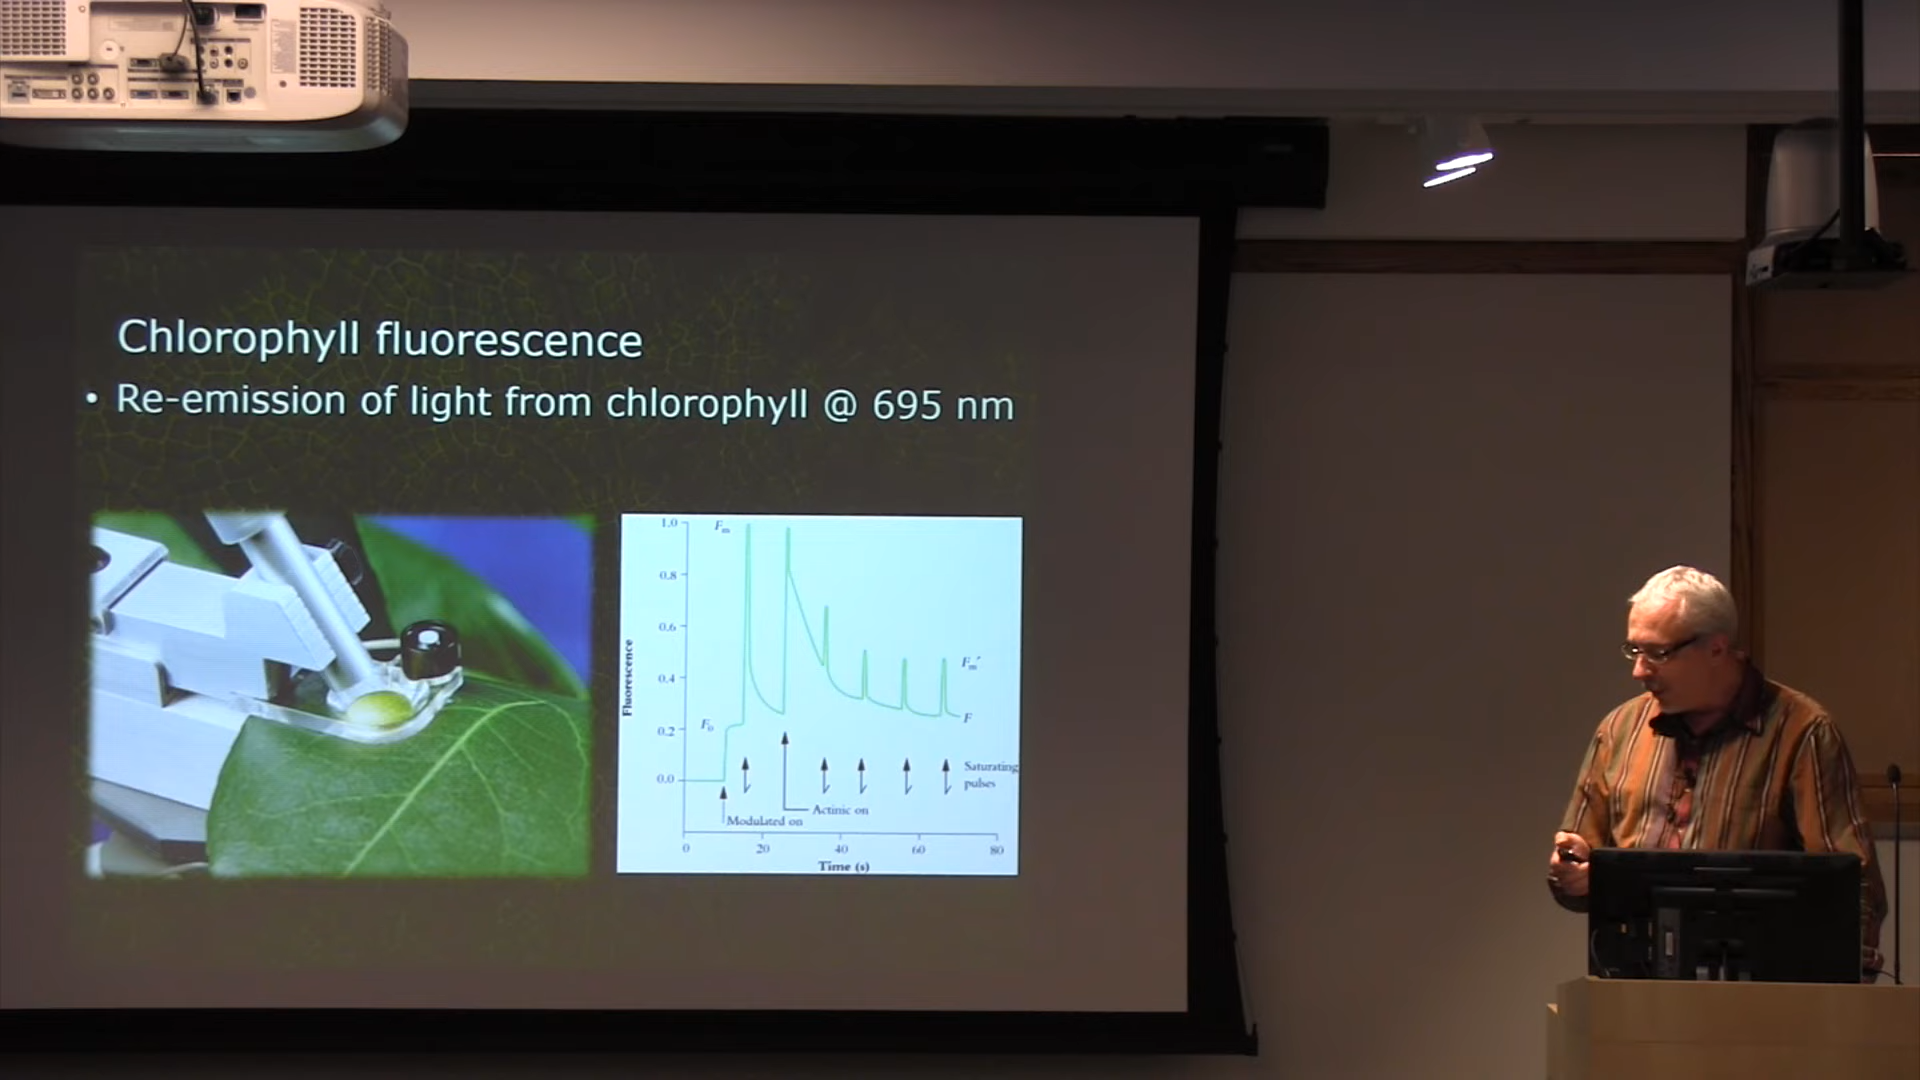 Chlorophyll fluorescence
• Re-emission of light from chlorophyll @ 695 nm
1.0
0.8
0.6
0.4
0.2
0.0
Fluorescence
Fm
Fo
Fm'
F
Saturating
pulses
Actinic on
Modulated on
0 20 40 60 80
Time (s)